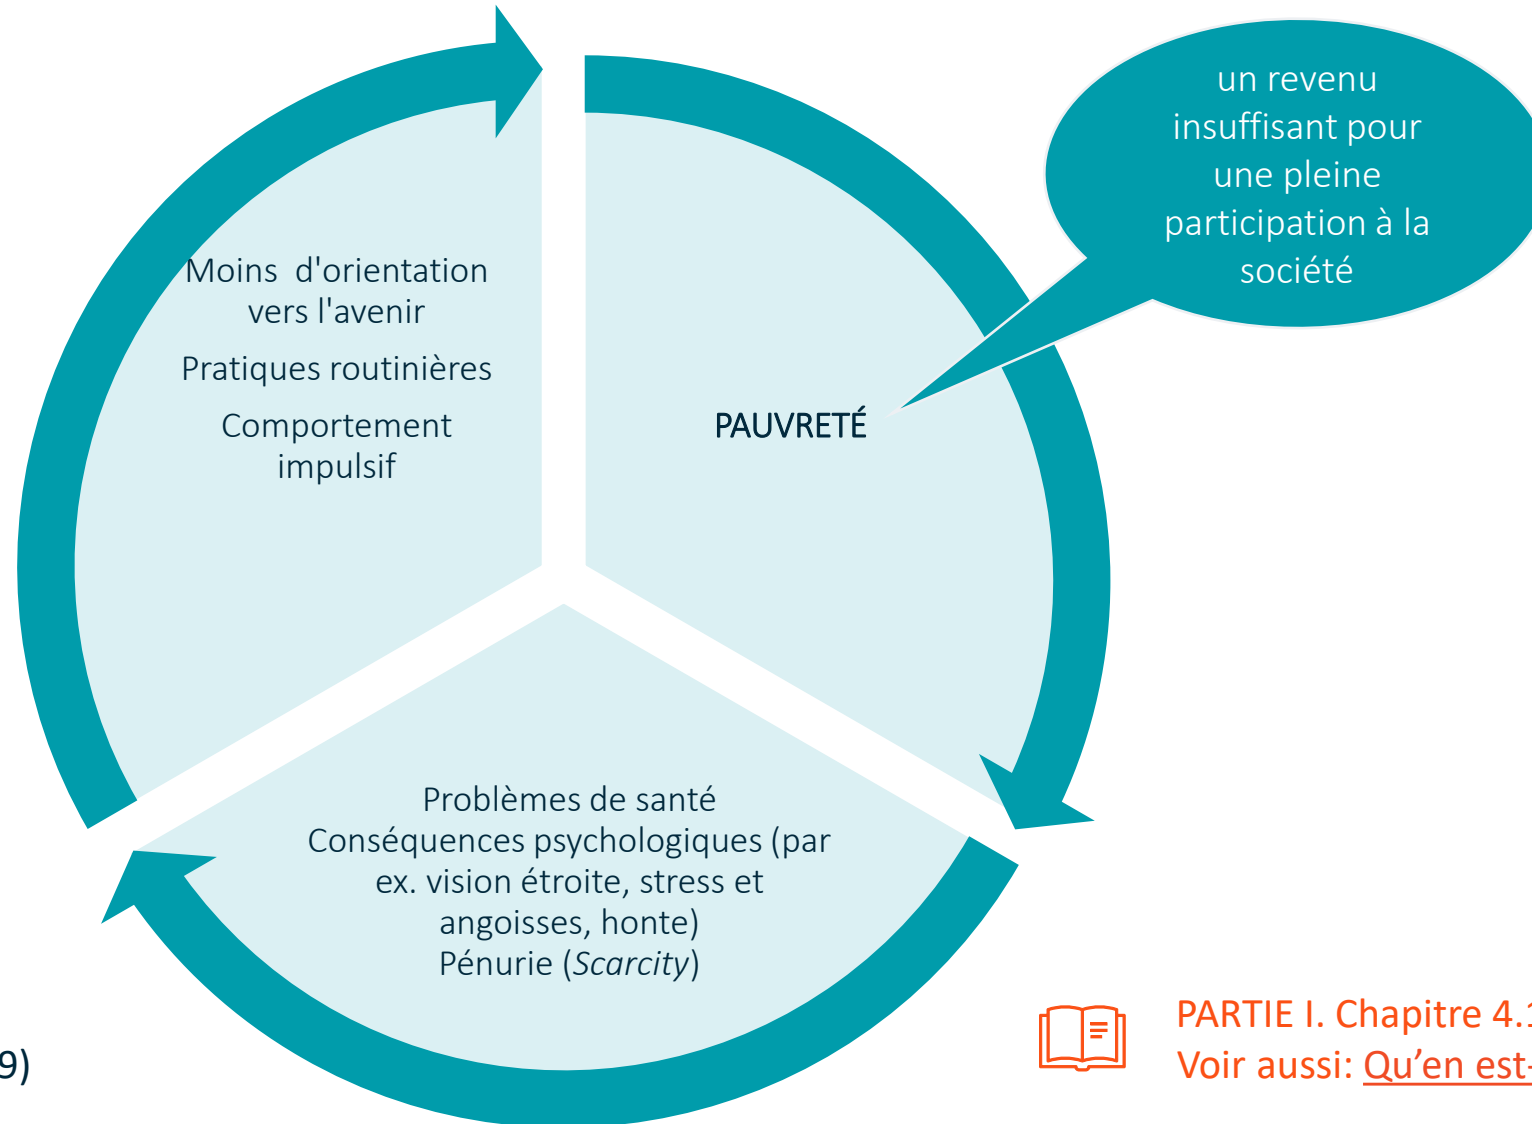 un revenu
insuffisant pour
une pleine
participation à la
société
Moins  d'orientation
vers l'avenir
Pratiques routinières
Comportement
impulsif
PAUVRETÉ
Problèmes de santé
Conséquences psychologiques (par
ex. vision étroite, stress et
angoisses, honte)
Pénurie (Scarcity)
9)
PARTIE I. Chapitre 4.1
Voir aussi: Qu’en est-